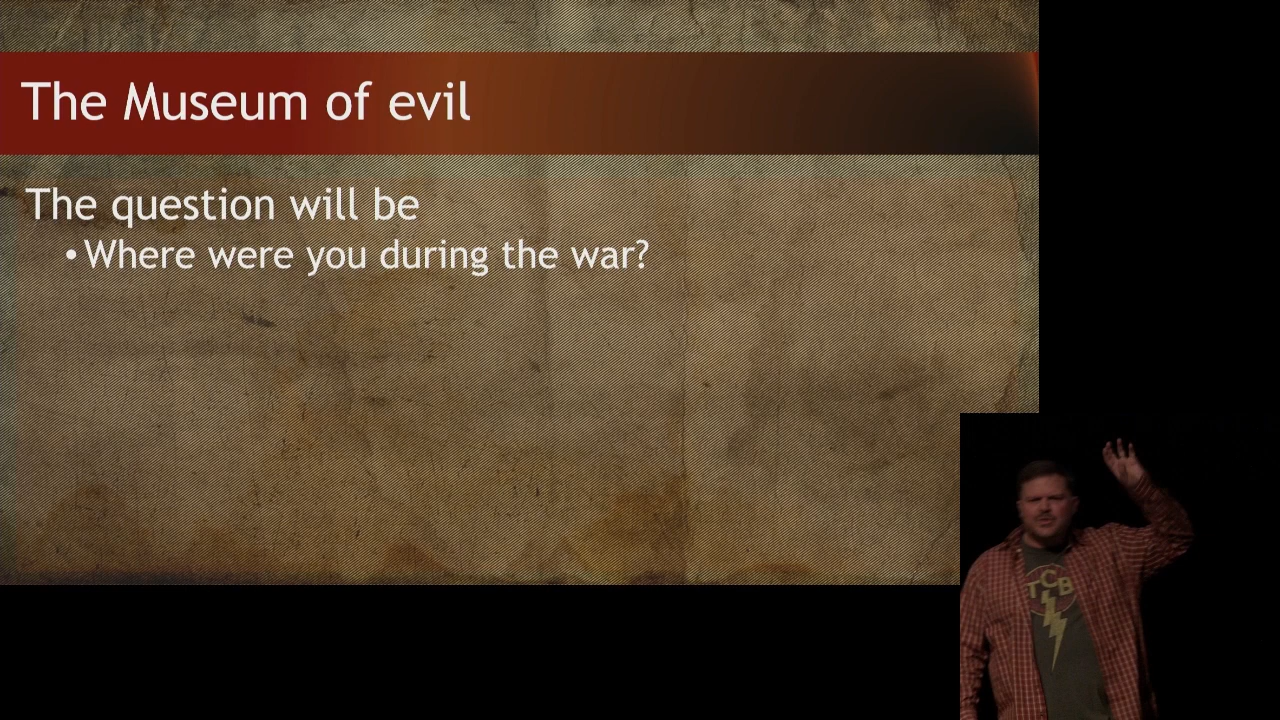 The Museum of evil
The question will be
• Where were you during the war?
TCB